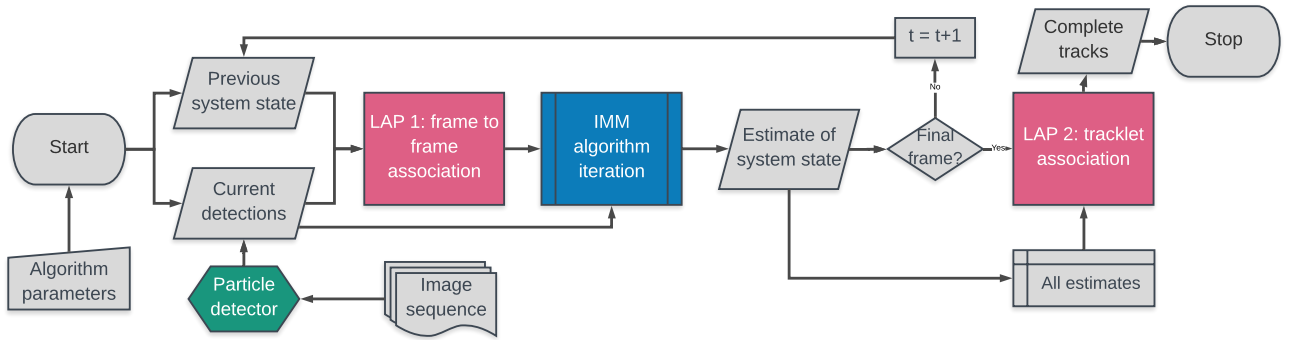 Start
Algorithm
parameters
Previous
system state
Current
detections
Particle
detector
Image
sequence
LAP 1: frame to
frame
association
IMM
algorithm
iteration
Estimate of
system state
t = t+1
No
Final
frame?
Yes
LAP 2: tracklet
association
All estimates
Complete
tracks
Stop